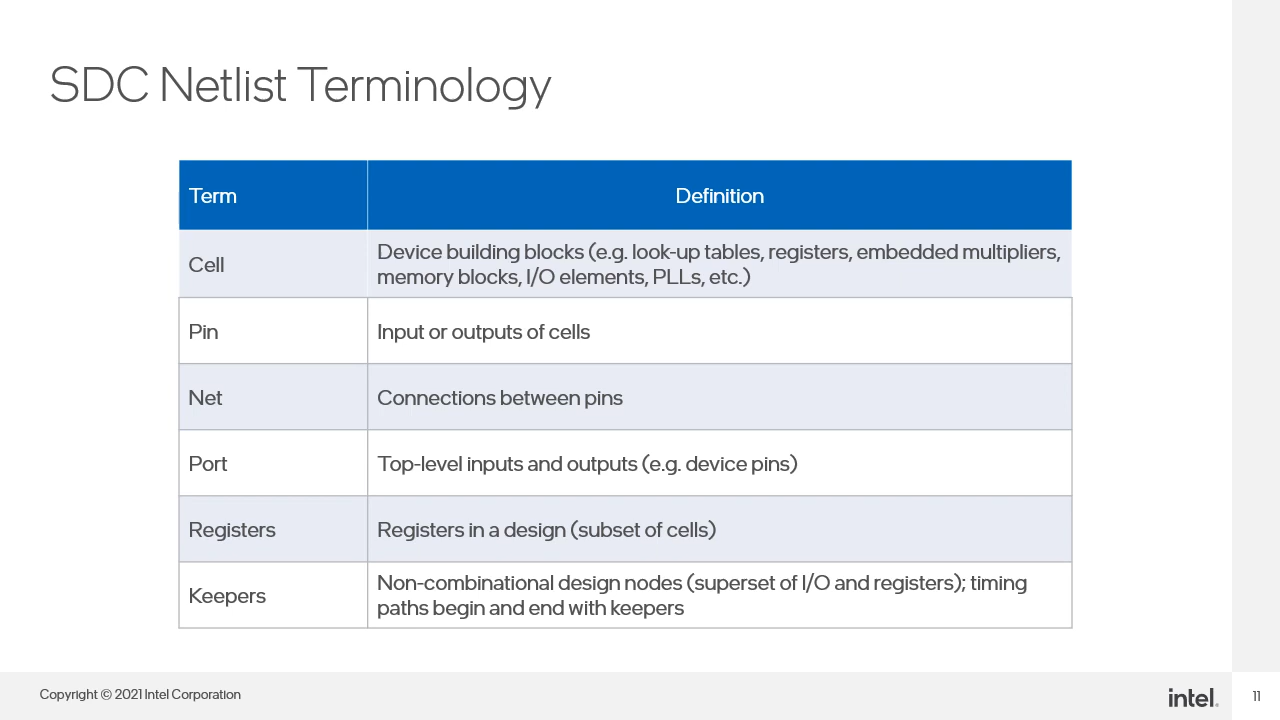 SDC Netlist Terminology
Term
Definition
Cell
Device building blocks (e.g. look-up tables, registers, embedded multipliers,
memory blocks, I/O elements, PLLs, etc.)
Pin
Input or outputs of cells
Net
Connections between pins
Port
Top-level inputs and outputs (e.g. device pins)
Registers
Registers in a design (subset of cells)
Keepers
Non-combinational design nodes (superset of I/O and registers); timing
paths begin and end with keepers
Copyright © 2021 Intel Corporation
intel.
11